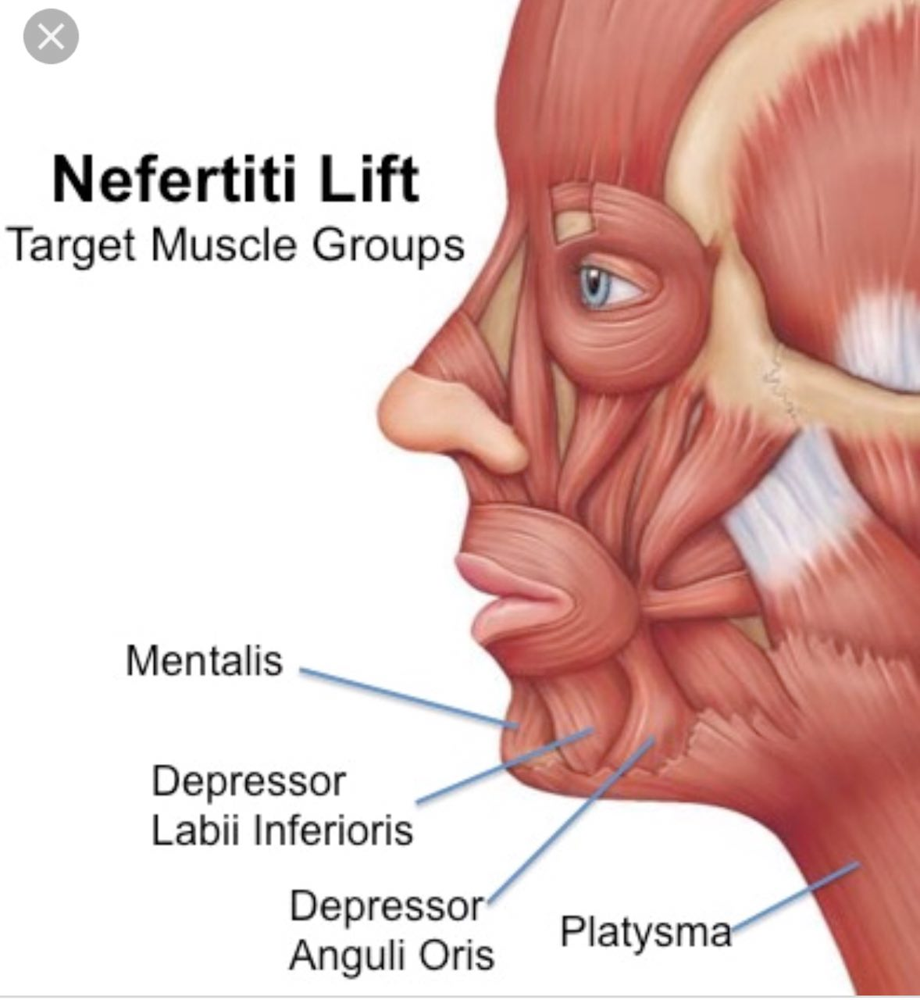 Nefertiti Lift
Target Muscle Groups
Mentalis
Depressor
Labii Inferioris
Depressor
Anguli Oris
Platysma